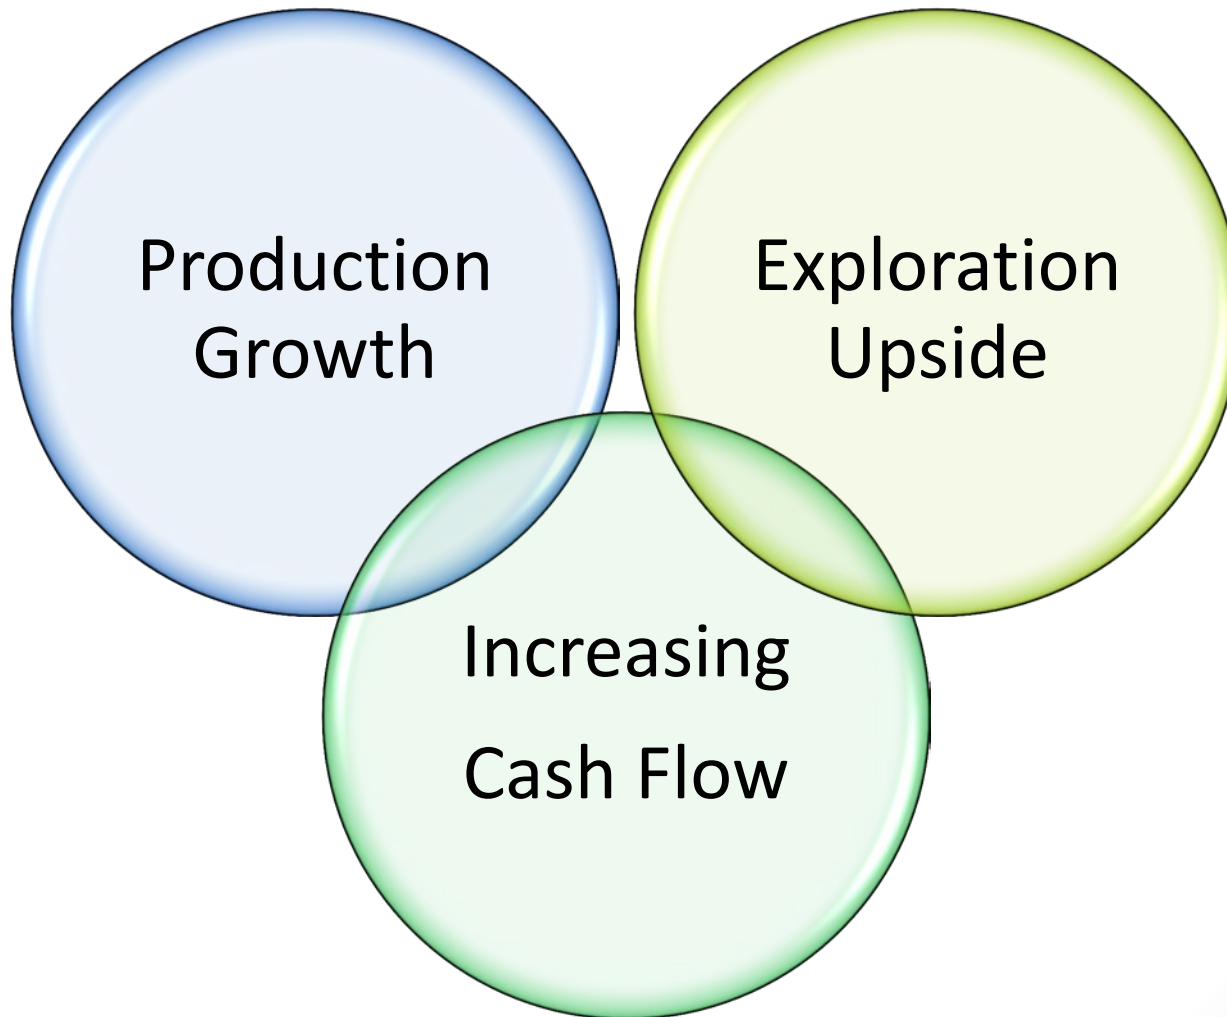 Production
Growth
Exploration
Upside
Increasing
Cash Flow